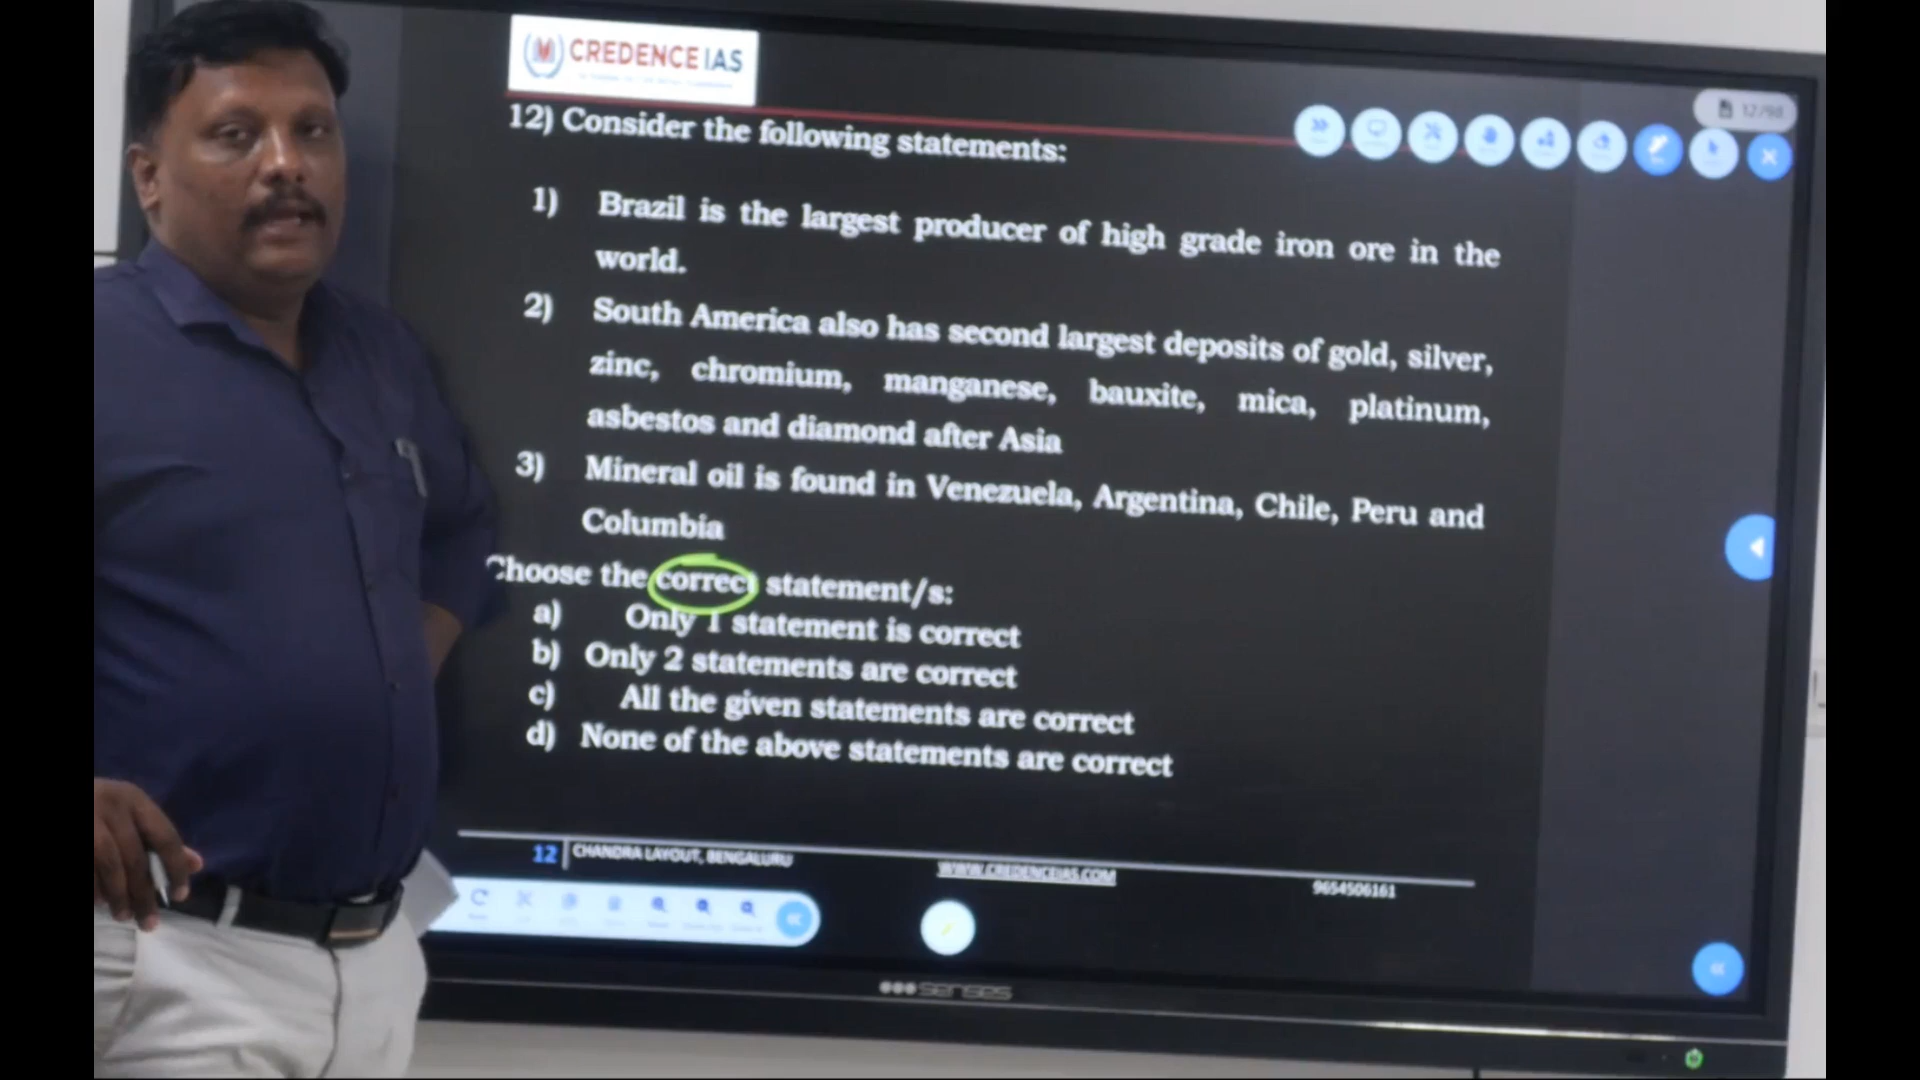 CREDENCE IAS
12/98
12) Consider the following statements:
1) Brazil is the largest producer of high grade iron ore in the
world.
2) South America also has second largest deposits of gold, silver,
zinc, chromium, manganese, bauxite, mica, platinum,
asbestos and diamond after Asia
3) Mineral oil is found in Venezuela, Argentina, Chile, Peru and
Columbia
Choose the correct statement/s:
a) Only 1 statement is correct
b) Only 2 statements are correct
c) All the given statements are correct
d) None of the above statements are correct
12 CHANDRA LAYOUT, BENGALURU WWW.CREDENCEIAS.COM 9654506161
senses